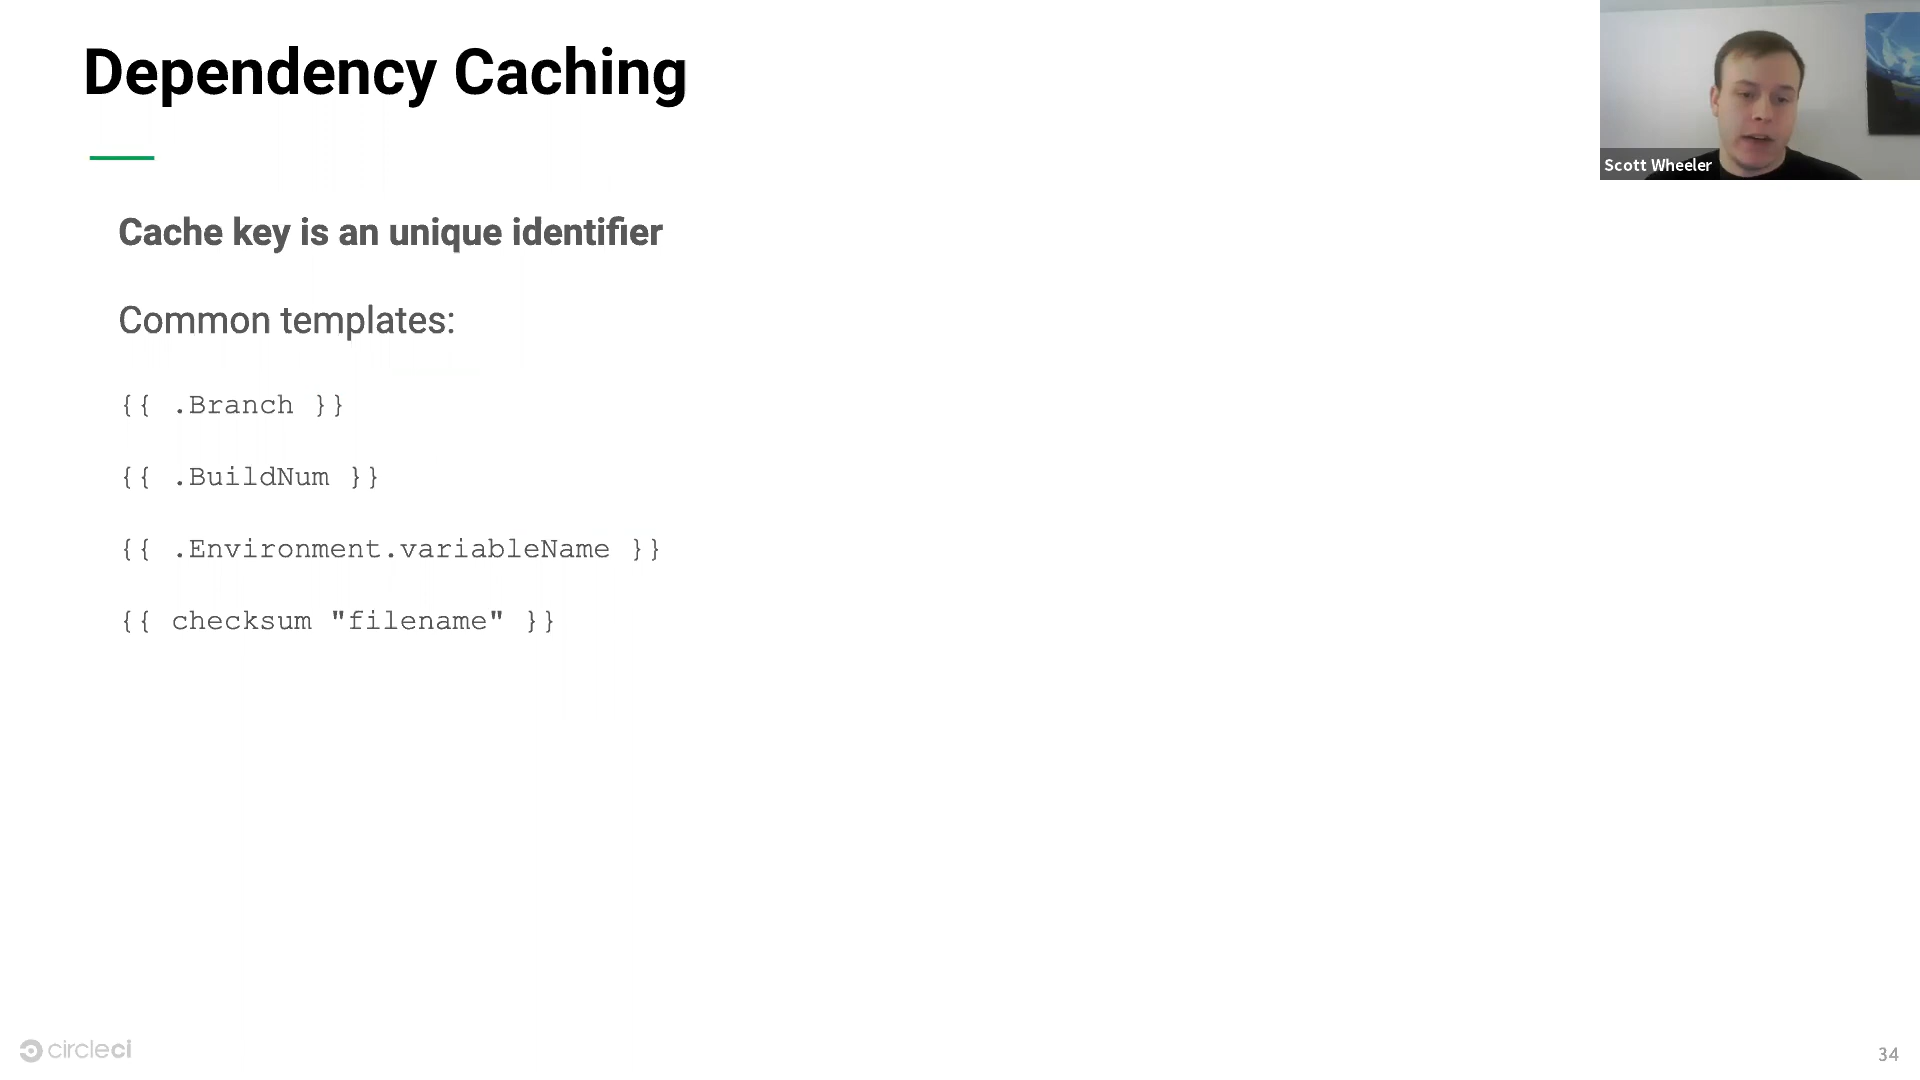 Dependency Caching
Scott Wheeler
Cache key is an unique identifier
Common templates:
{{ .Branch }}
{{ .BuildNum }}
{{ .Environment.variableName }}
{{ checksum "filename" }}
circleci
34